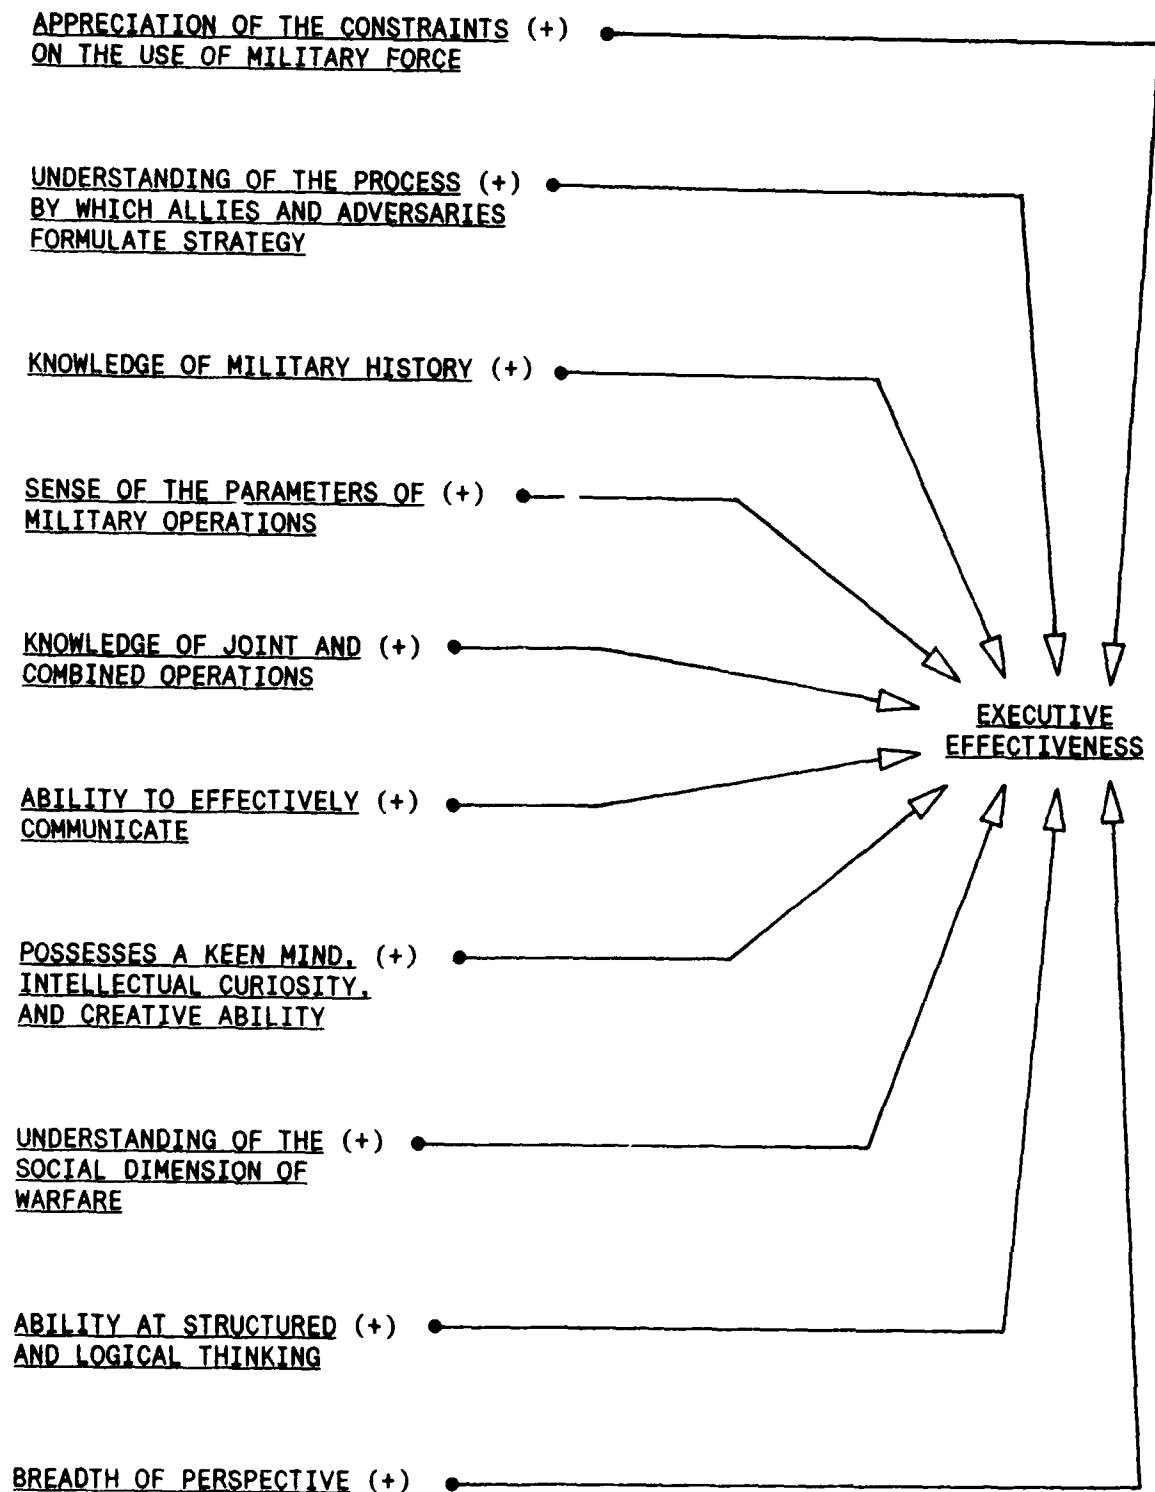 APPRECIATION OF THE CONSTRAINTS (+)
ON THE USE OF MILITARY FORCE
UNDERSTANDING OF THE PROCESS (+)
BY WHICH ALLIES AND ADVERSARIES
FORMULATE STRATEGY
KNOWLEDGE OF MILITARY HISTORY (+)
SENSE OF THE PARAMETERS OF (+)
MILITARY OPERATIONS
KNOWLEDGE OF JOINT AND (+)
COMBINED OPERATIONS
EXECUTIVE
EFFECTIVENESS
ABILITY TO EFFECTIVELY (+)
COMMUNICATE
POSSESSES A KEEN MIND, (+)
INTELLECTUAL CURIOSITY,
AND CREATIVE ABILITY
UNDERSTANDING OF THE (+)
SOCIAL DIMENSION OF
WARFARE
ABILITY AT STRUCTURED (+)
AND LOGICAL THINKING
BREADTH OF PERSPECTIVE (+)